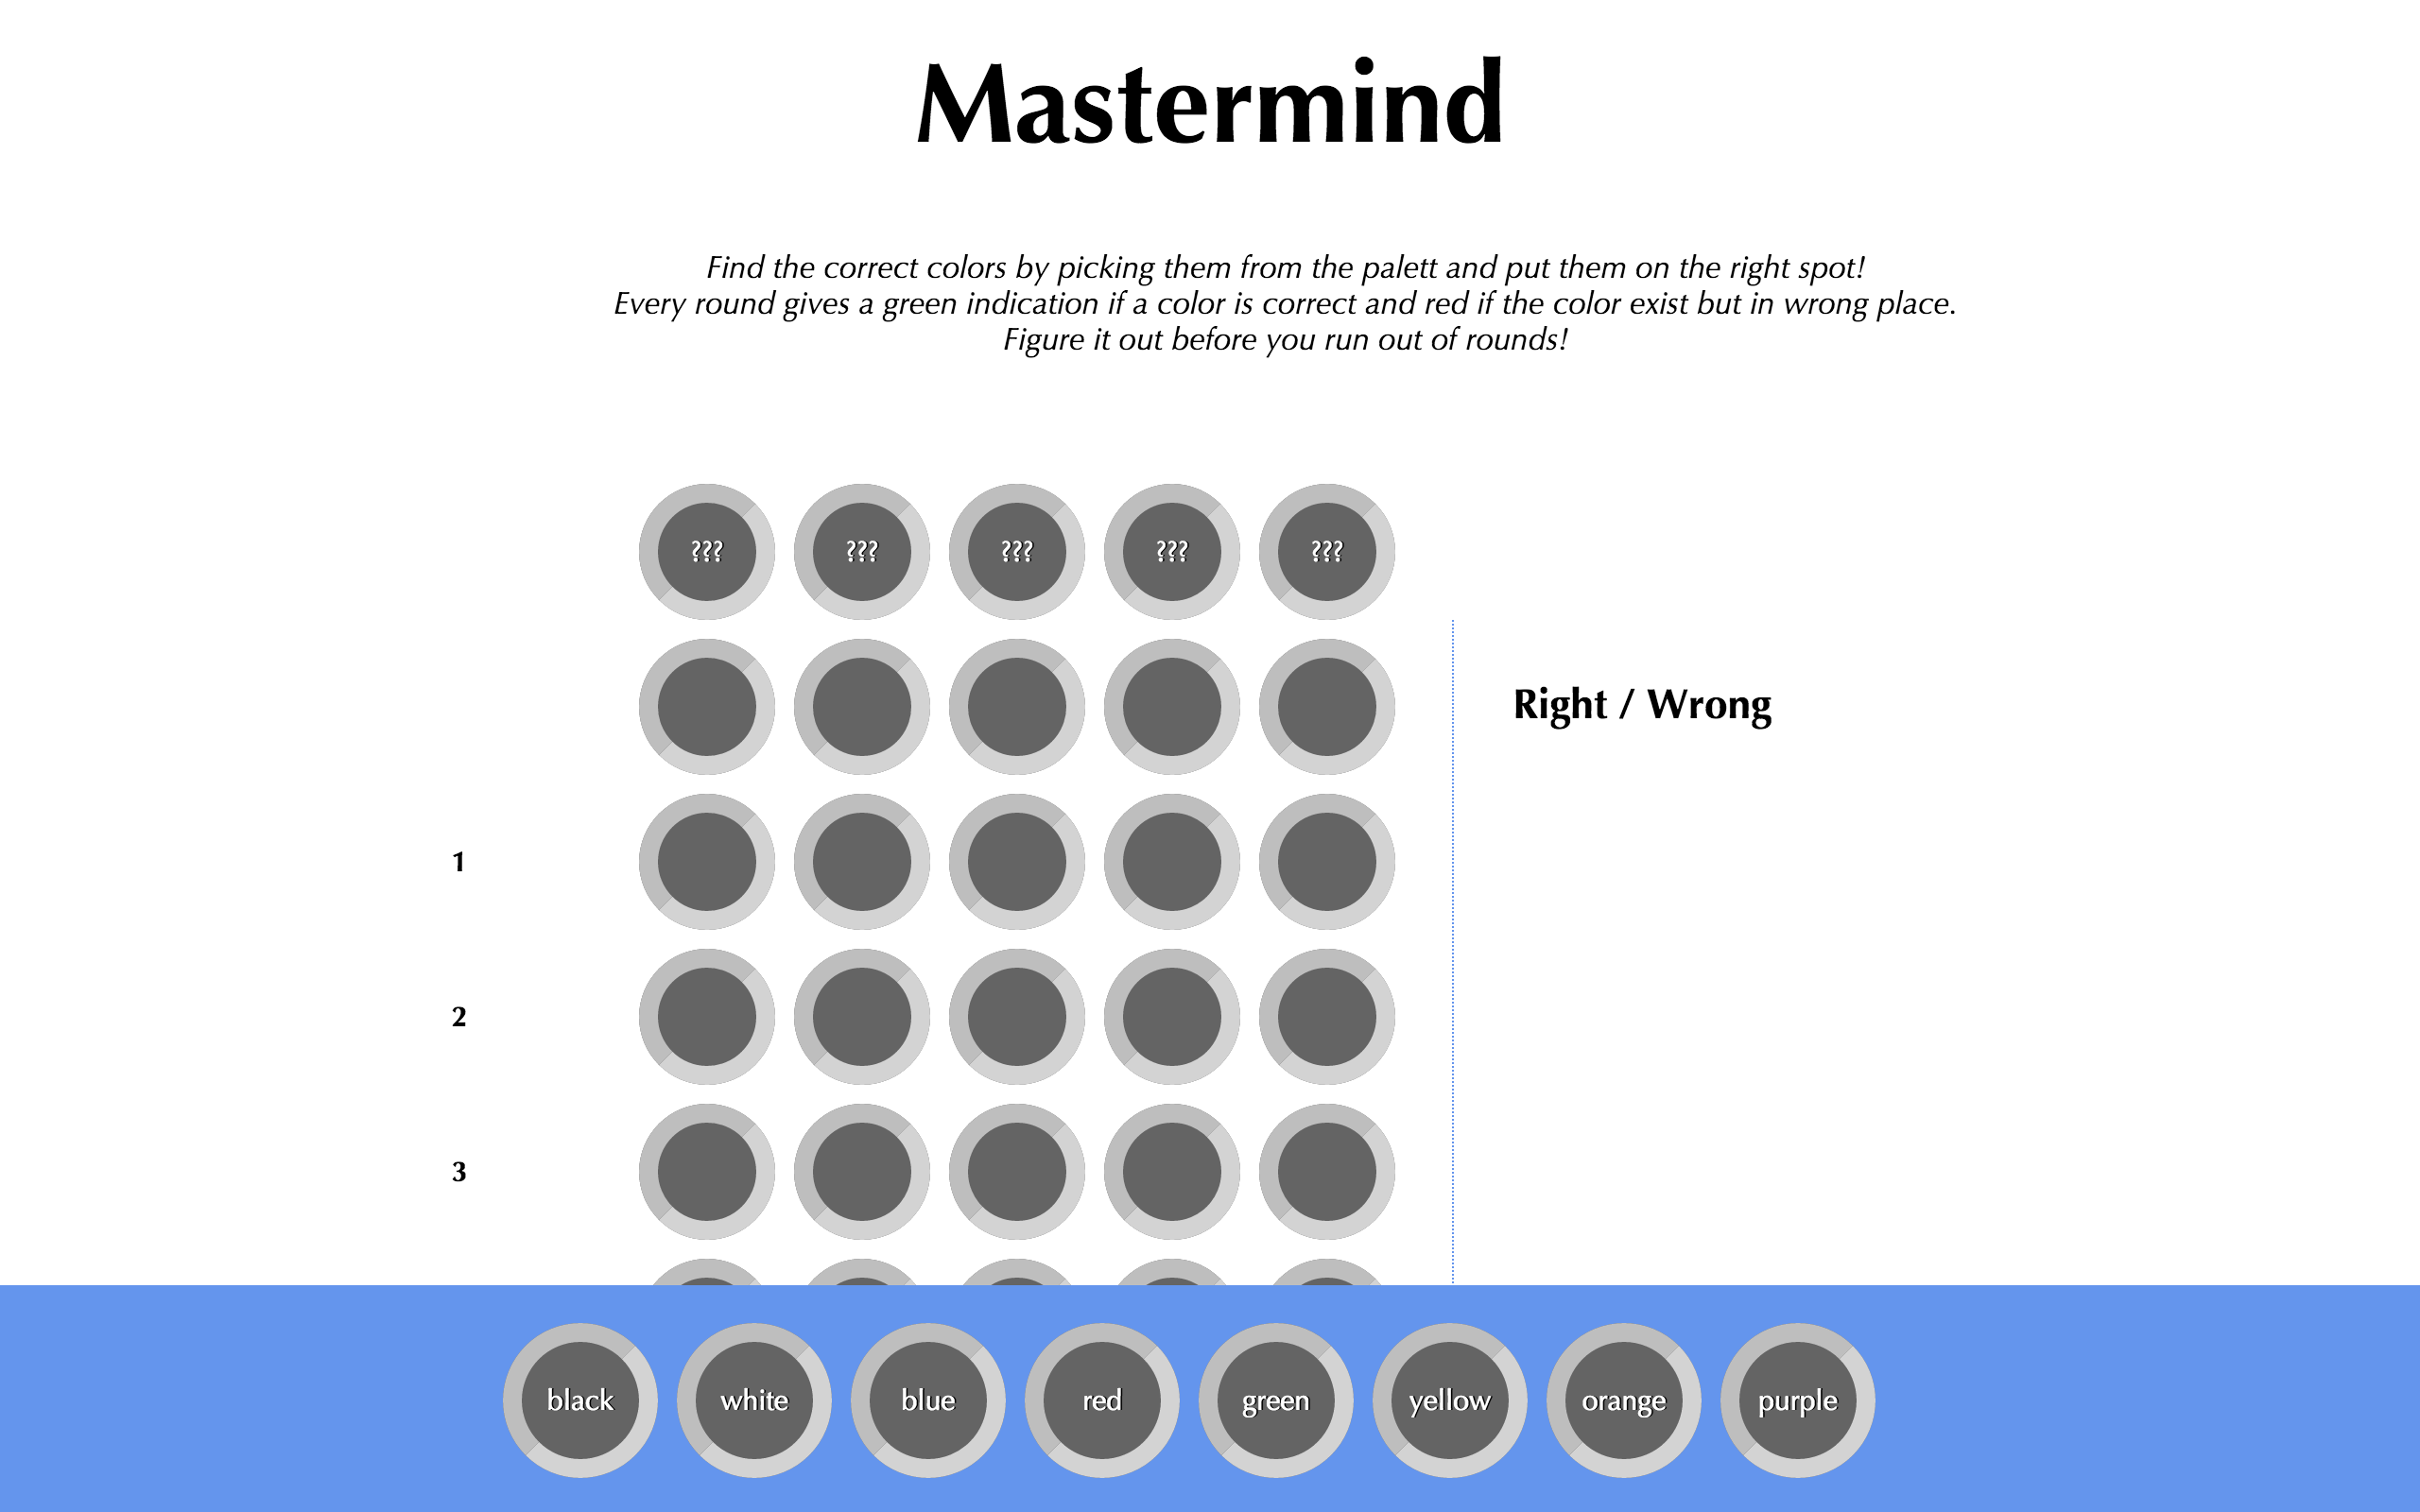 Mastermind
Find the correct colors by picking them from the palett and put them on the right spot!
Every round gives a green indication if a color is correct and red if the color exist but in wrong place.
Figure it out before you run out of rounds!
??? ??? ??? ??? ???
Right / Wrong
1
2
3
black white blue red green yellow orange purple